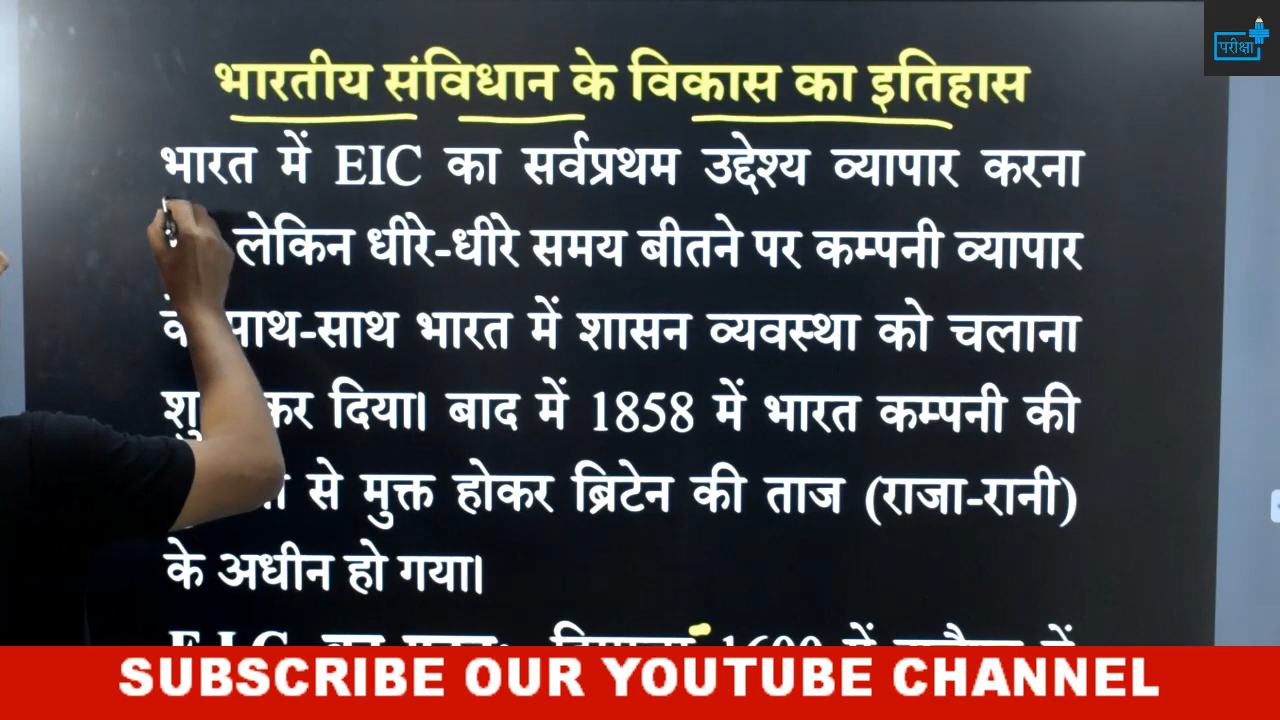 परीक्षा
भारतीय संविधान के विकास का इतिहास
भारत में EIC का सर्वप्रथम उद्देश्य व्यापार करना
लेकिन धीरे-धीरे समय बीतने पर कम्पनी व्यापार
साथ-साथ भारत में शासन व्यवस्था को चलाना
कर दिया। बाद में 1858 में भारत कम्पनी की
से मुक्त होकर ब्रिटेन की ताज (राजा-रानी)
के अधीन हो गया।
1600 में
SUBSCRIBE OUR YOUTUBE CHANNEL